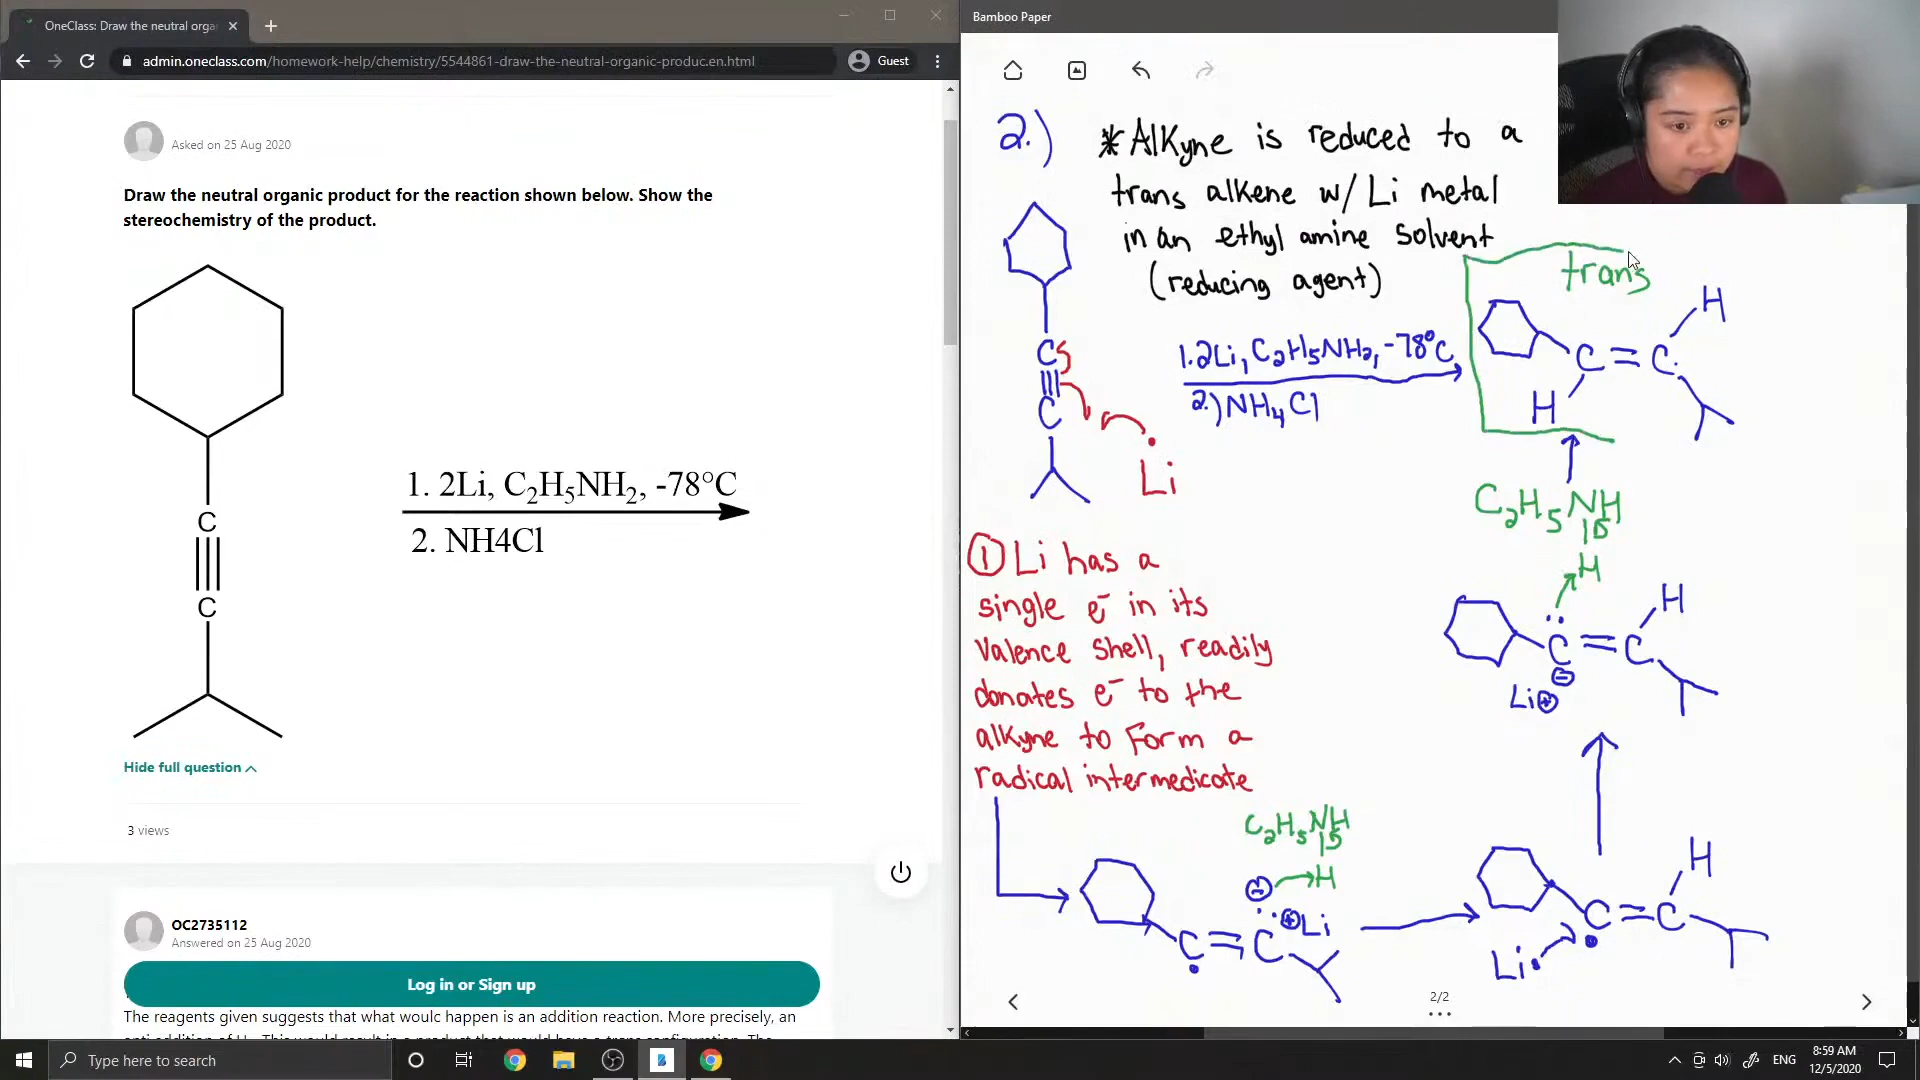 OneClass: Draw the neutral orga
admin.oneclass.com/homework-help/chemistry/5544861-draw-the-neutral-organic-produc.en.html
Guest
Asked on 25 Aug 2020
Draw the neutral organic product for the reaction shown below. Show the
stereochemistry of the product.
C
C
1. 2Li, C₂H₅NH₂, -78°C
2. NH4Cl
Hide full question
3 views
OC2735112
Answered on 25 Aug 2020
Log in or Sign up
The reagents given suggests that what woulc happen is an addition reaction. More precisely, an
Bamboo Paper
2.)
*Alkyne is reduced to a
trans alkene w/ Li metal
in an ethyl amine solvent
(reducing agent)
C
C
Li
1. 2Li, C₂H₅NH₂, -78°C
2.) NH₄Cl
trans
H
C = C
H
C₂H₅NH
H
H
C = C
Li⊕
⊖
① Li has a
single e⁻ in its
valence shell, readily
donates e⁻ to the
alkyne to form a
radical intermedicate
C₂H₅NH
⊖ H
⊕Li
C = C
H
C = C
Li
2/2
Type here to search
ENG
8:59 AM
12/5/2020